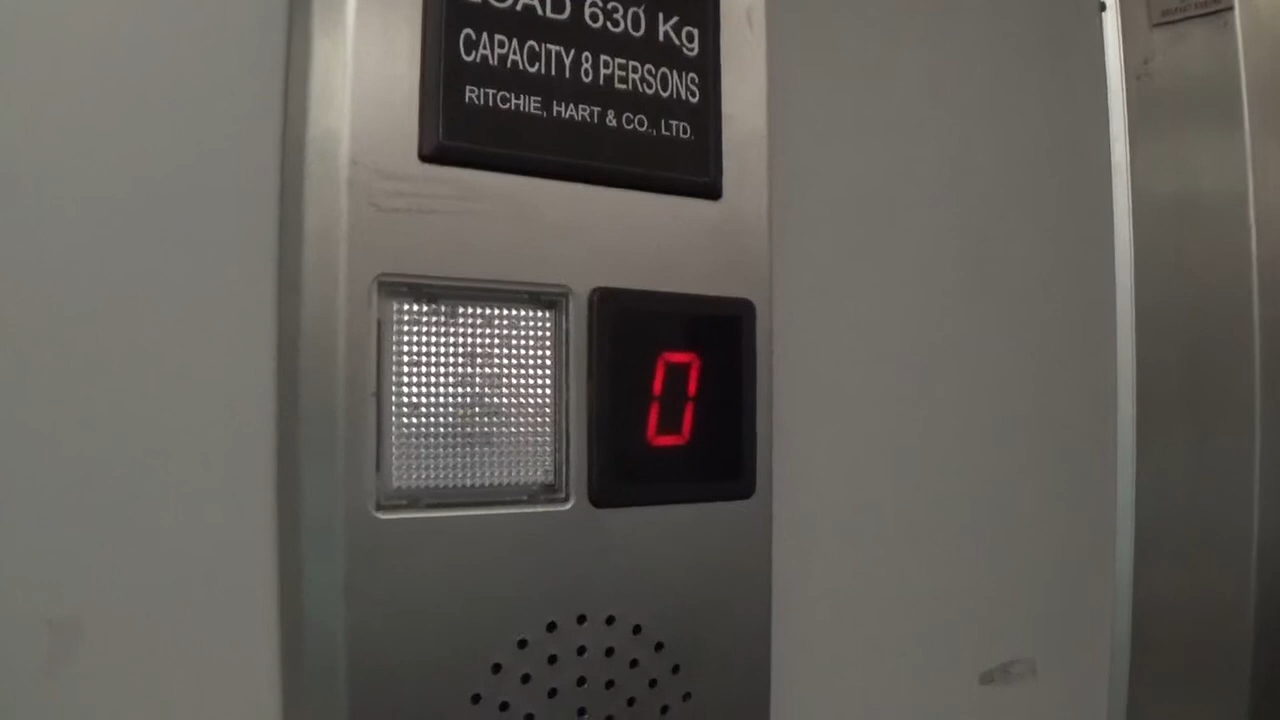 LOAD 630 Kg
CAPACITY 8 PERSONS
RITCHIE, HART & CO., LTD.
0